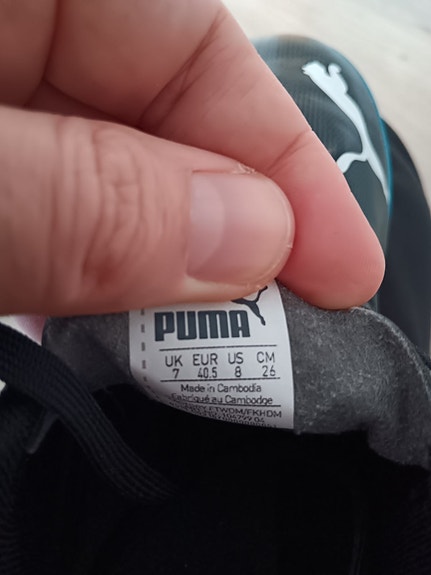 PUMA
UK EUR US CM
7 40.5 8 26
Made in Cambodia
Fabriqué au Cambodge